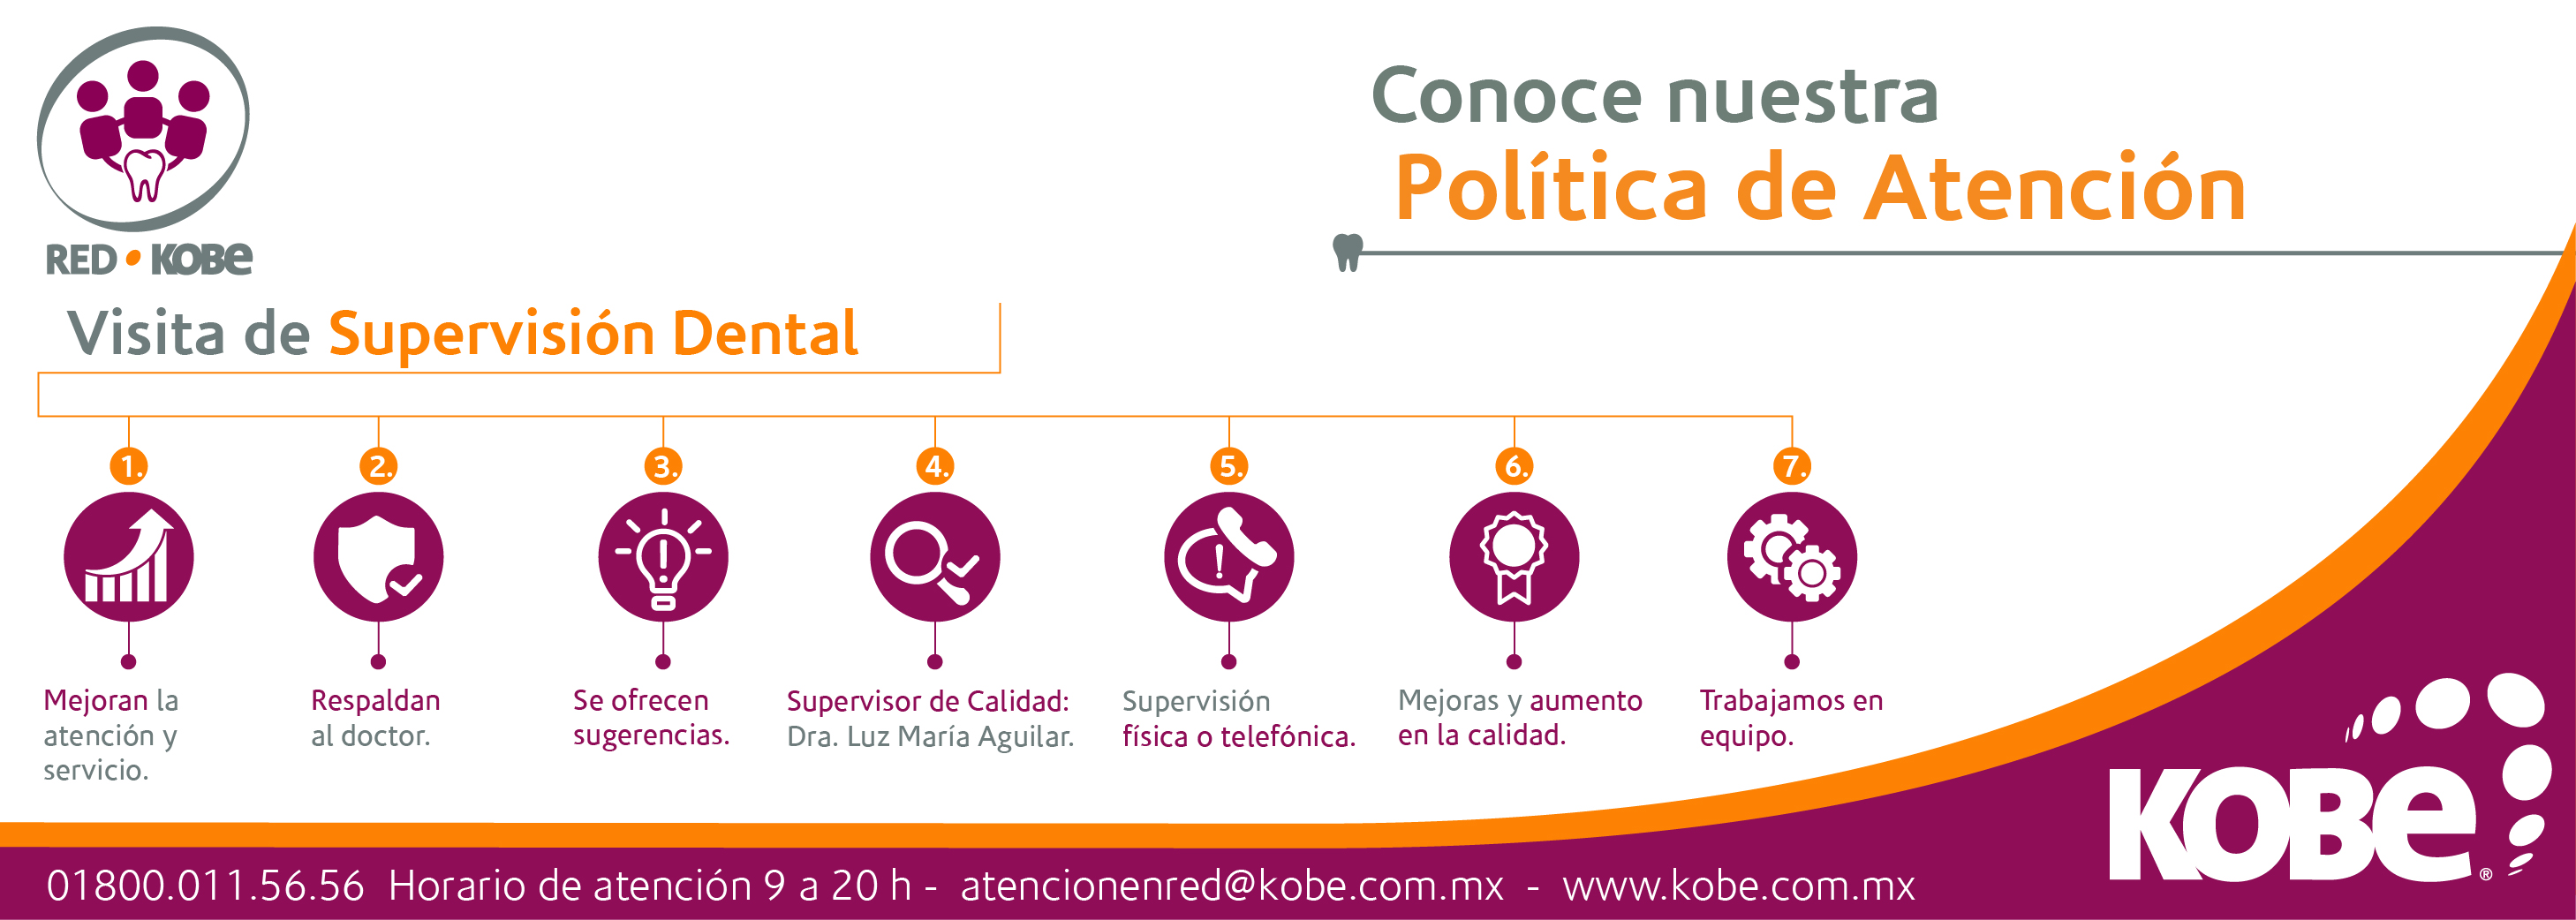 RED • KOBe
Conoce nuestra
Política de Atención
Visita de Supervisión Dental
1.
Mejoran la
atención y
servicio.
2.
Respaldan
al doctor.
3.
Se ofrecen
sugerencias.
4.
Supervisor de Calidad:
Dra. Luz María Aguilar.
5.
Supervisión
física o telefónica.
6.
Mejoras y aumento
en la calidad.
7.
Trabajamos en
equipo.
KOBe®
01800.011.56.56 Horario de atención 9 a 20 h - atencionenred@kobe.com.mx - www.kobe.com.mx